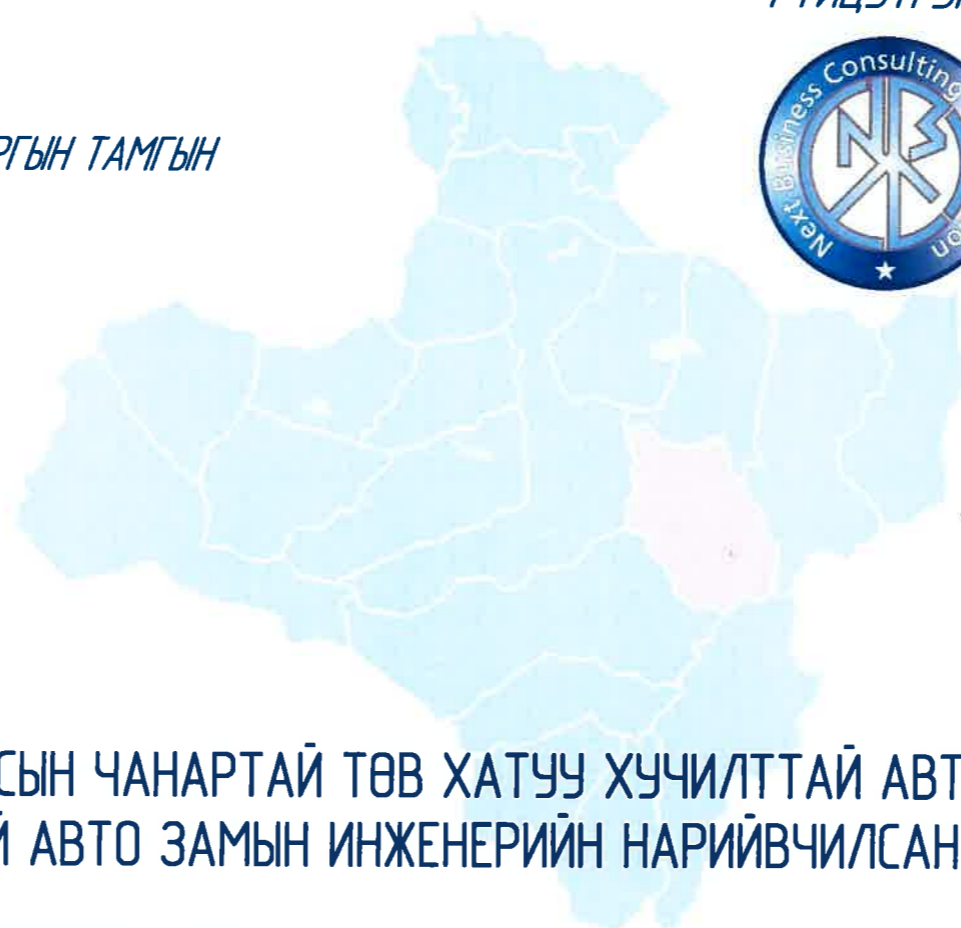 РГЫН ТАМГЫН
Next Business Consulting
N B
СЫН ЧАНАРТАЙ ТӨВ ХАТУУ ХУЧИЛТТАЙ АВТ
Й АВТО ЗАМЫН ИНЖЕНЕРИЙН НАРИЙВЧИЛСАН